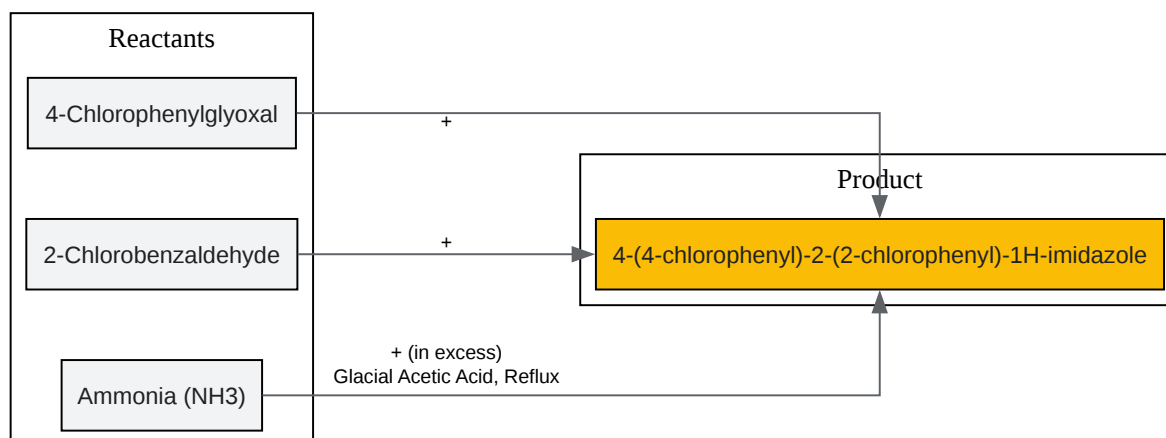 Reactants
4-Chlorophenylglyoxal
+
Product
2-Chlorobenzaldehyde
+
4-(4-chlorophenyl)-2-(2-chlorophenyl)-1H-imidazole
+ (in excess)
Glacial Acetic Acid, Reflux
Ammonia (NH3)